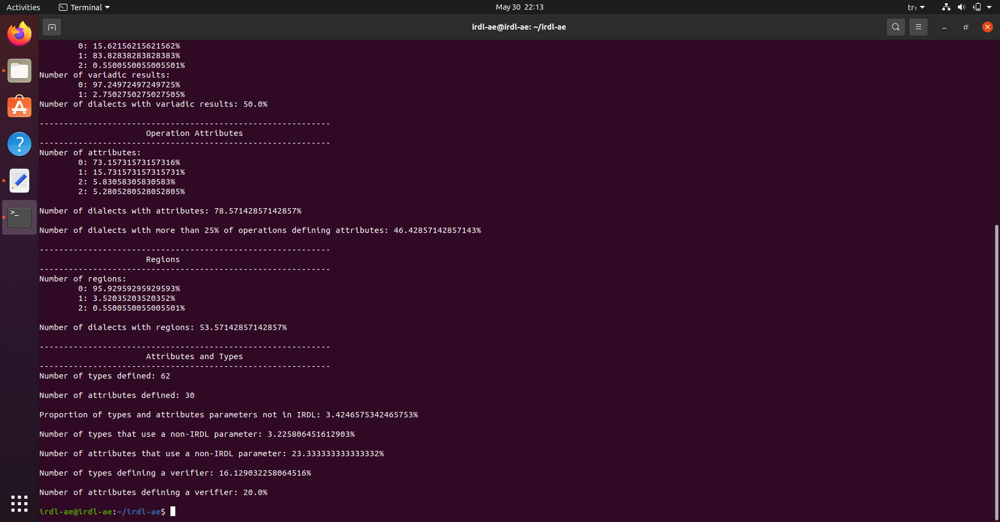 Activities
Terminal
May 30 22:13
tr₁
irdl-ae@irdl-ae: ~/irdl-ae
0: 15.62156215621562%
1: 83.82838283828383%
2: 0.5500550055005501%
Number of variadic results:
0: 97.24972497249725%
1: 2.7502750275027505%
Number of dialects with variadic results: 50.0%
------------------------------------------------------------
Operation Attributes
------------------------------------------------------------
Number of attributes:
0: 73.15731573157316%
1: 15.731573157315731%
2: 5.83058305830583%
2: 5.2805280528052805%
Number of dialects with attributes: 78.57142857142857%
Number of dialects with more than 25% of operations defining attributes: 46.42857142857143%
------------------------------------------------------------
Regions
------------------------------------------------------------
Number of regions:
0: 95.92959295929593%
1: 3.52035203520352%
2: 0.5500550055005501%
Number of dialects with regions: 53.57142857142857%
------------------------------------------------------------
Attributes and Types
------------------------------------------------------------
Number of types defined: 62
Number of attributes defined: 30
Proportion of types and attributes parameters not in IRDL: 3.4246575342465753%
Number of types that use a non-IRDL parameter: 3.225806451612903%
Number of attributes that use a non-IRDL parameter: 23.333333333333332%
Number of types defining a verifier: 16.129032258064516%
Number of attributes defining a verifier: 20.0%
irdl-ae@irdl-ae:~/irdl-ae$